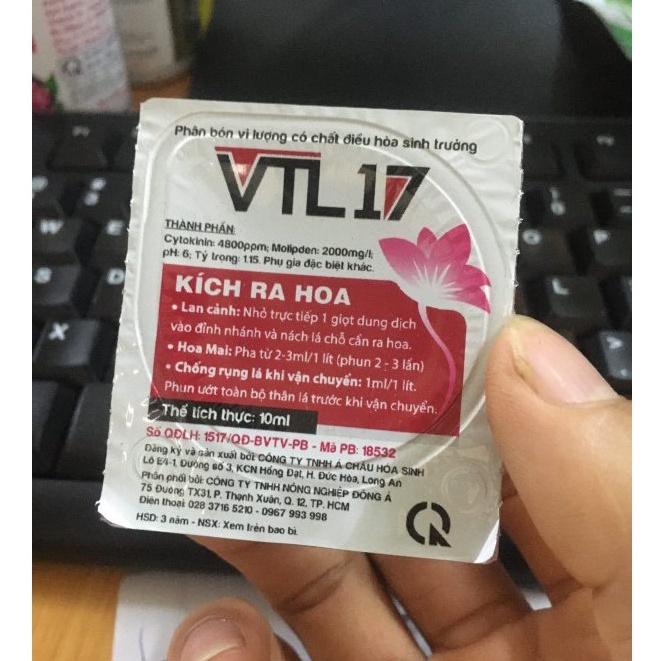 Phân bón vi lượng có chất điều hòa sinh trưởng
VTL 17
THÀNH PHẦN:
Cytokinin: 4800ppm; Molipden: 2000mg/l;
pH: 6; Tỷ trọng: 1.15. Phụ gia đặc biệt khác.
KÍCH RA HOA
• Lan cảnh: Nhỏ trực tiếp 1 giọt dung dịch
vào đỉnh nhánh và nách lá chỗ cần ra hoa.
• Hoa Mai: Pha từ 2-3ml/1 lít (phun 2 - 3 lần)
• Chống rụng lá khi vận chuyển: 1ml/1 lít.
Phun ướt toàn bộ thân lá trước khi vận chuyển.
Thể tích thực: 10ml
Số QĐLH: 1517/QĐ-BVTV-PB - Mã PB: 18532
Đăng ký và sản xuất bởi: CÔNG TY TNHH Á CHÂU HÓA SINH
Lô E4-1, Đường số 3, KCN Hồng Đạt, H. Đức Hòa, Long An
Phân phối bởi: CÔNG TY TNHH NÔNG NGHIỆP ĐÔNG Á
75 Đường TX31, P. Thạnh Xuân, Q. 12, TP. HCM
Điện thoại: 028 3716 5210 - 0967 993 998
HSD: 3 năm - NSX: Xem trên bao bì.